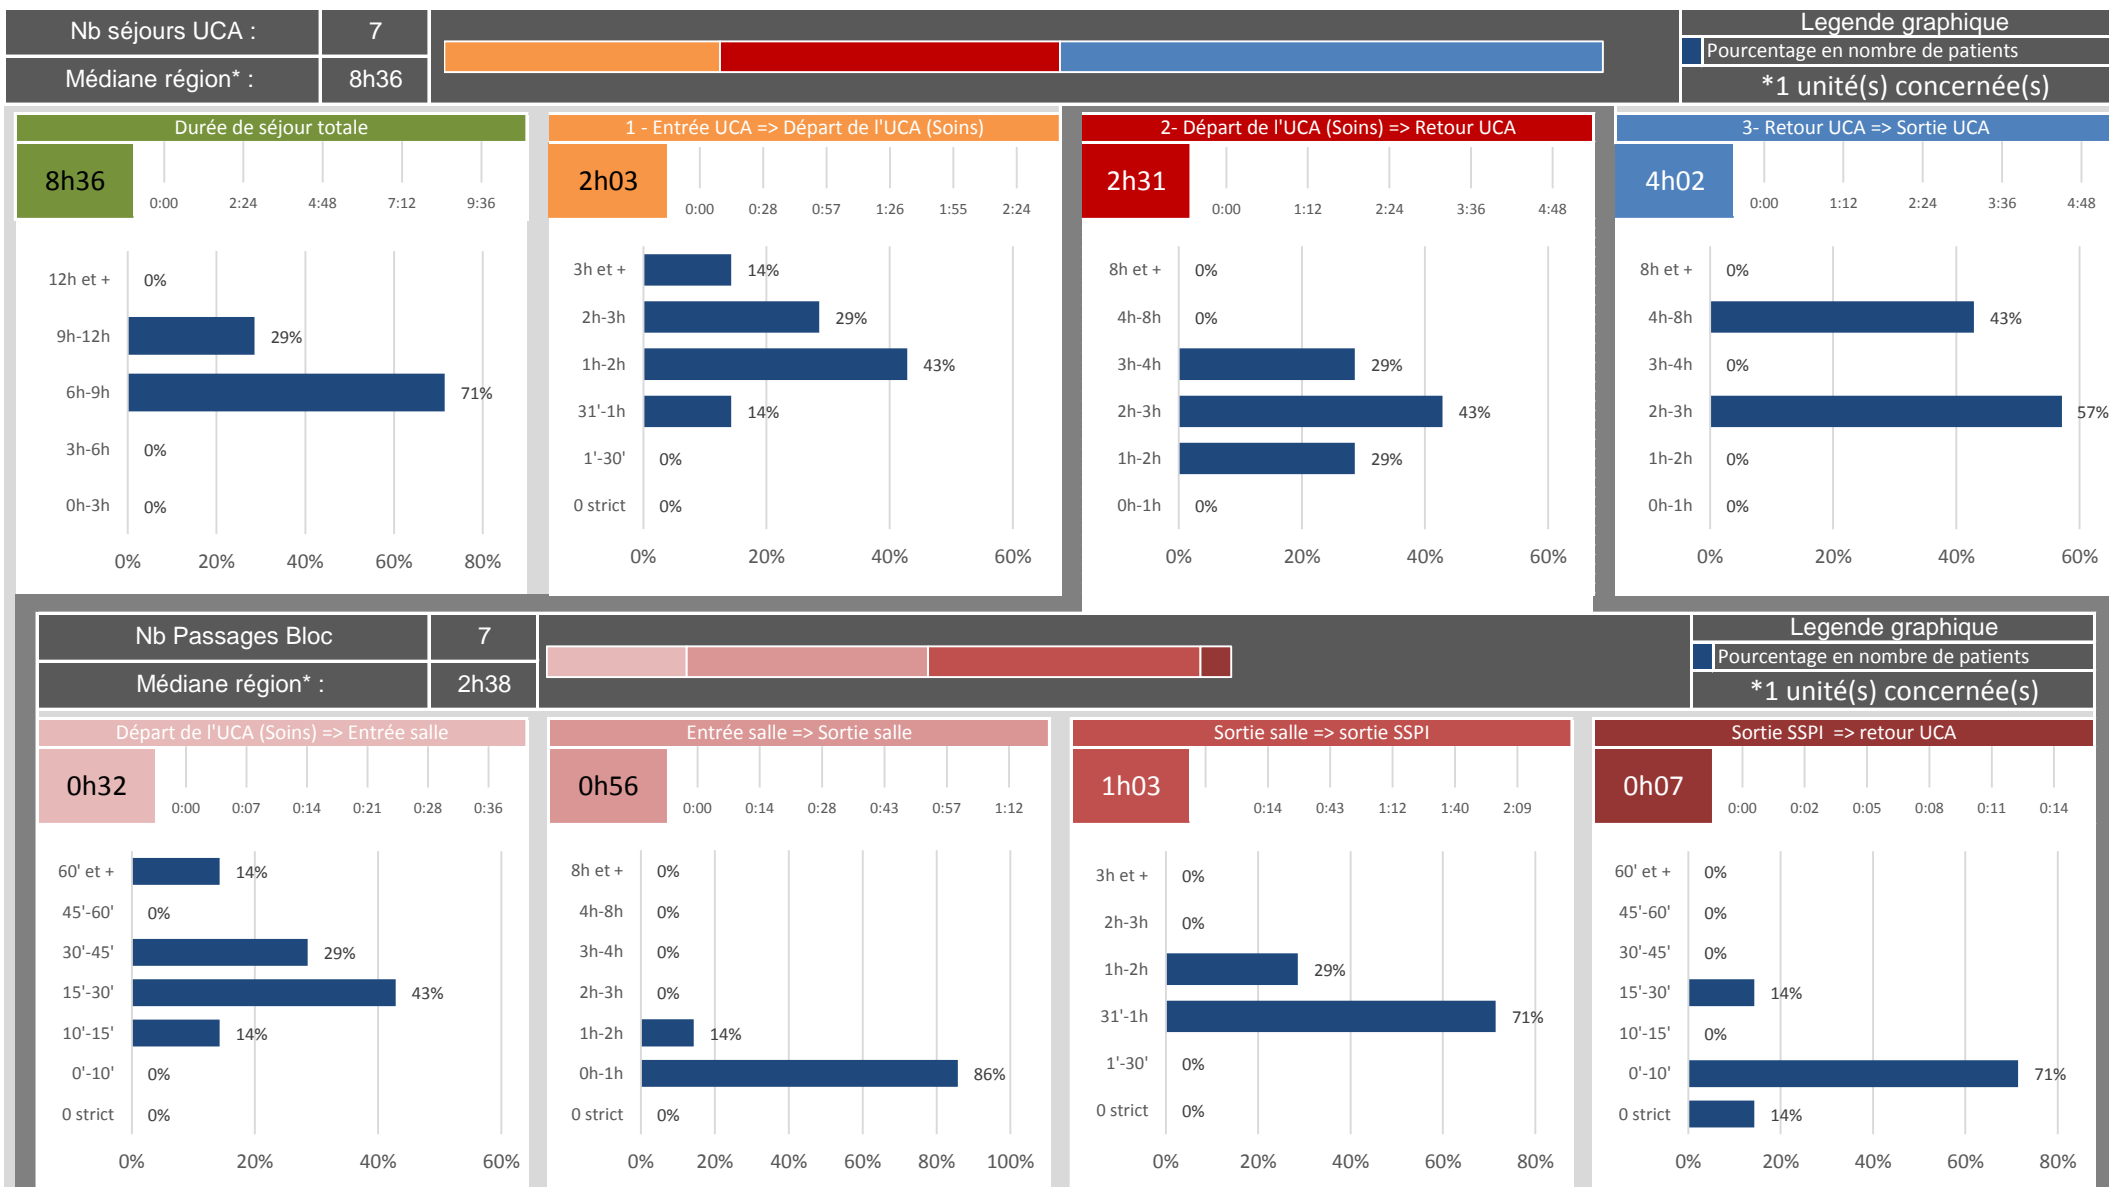 Nb séjours UCA :
7
Médiane région* :
8h36
Legende graphique
Pourcentage en nombre de patients
*1 unité(s) concernée(s)
Durée de séjour totale
8h36
0:00 2:24 4:48 7:12 9:36
12h et + 0%
9h-12h 29%
6h-9h 71%
3h-6h 0%
0h-3h 0%
0% 20% 40% 60% 80%
1 - Entrée UCA => Départ de l'UCA (Soins)
2h03
0:00 0:28 0:57 1:26 1:55 2:24
3h et + 14%
2h-3h 29%
1h-2h 43%
31'-1h 14%
1'-30' 0%
0 strict 0%
0% 20% 40% 60%
2- Départ de l'UCA (Soins) => Retour UCA
2h31
0:00 1:12 2:24 3:36 4:48
8h et + 0%
4h-8h 0%
3h-4h 29%
2h-3h 43%
1h-2h 29%
0h-1h 0%
0% 20% 40% 60%
3- Retour UCA => Sortie UCA
4h02
0:00 1:12 2:24 3:36 4:48
8h et + 0%
4h-8h 43%
3h-4h 0%
2h-3h 57%
1h-2h 0%
0h-1h 0%
0% 20% 40% 60%
Nb Passages Bloc
7
Médiane région* :
2h38
Legende graphique
Pourcentage en nombre de patients
*1 unité(s) concernée(s)
Départ de l'UCA (Soins) => Entrée salle
0h32
0:00 0:07 0:14 0:21 0:28 0:36
60' et + 14%
45'-60' 0%
30'-45' 29%
15'-30' 43%
10'-15' 14%
0'-10' 0%
0 strict 0%
0% 20% 40% 60%
Entrée salle => Sortie salle
0h56
0:00 0:14 0:28 0:43 0:57 1:12
8h et + 0%
4h-8h 0%
3h-4h 0%
2h-3h 0%
1h-2h 14%
0h-1h 86%
0 strict 0%
0% 20% 40% 60% 80% 100%
Sortie salle => sortie SSPI
1h03
0:14 0:43 1:12 1:40 2:09
3h et + 0%
2h-3h 0%
1h-2h 29%
31'-1h 71%
1'-30' 0%
0 strict 0%
0% 20% 40% 60% 80%
Sortie SSPI => retour UCA
0h07
0:00 0:02 0:05 0:08 0:11 0:14
60' et + 0%
45'-60' 0%
30'-45' 0%
15'-30' 14%
10'-15' 0%
0'-10' 71%
0 strict 14%
0% 20% 40% 60% 80%